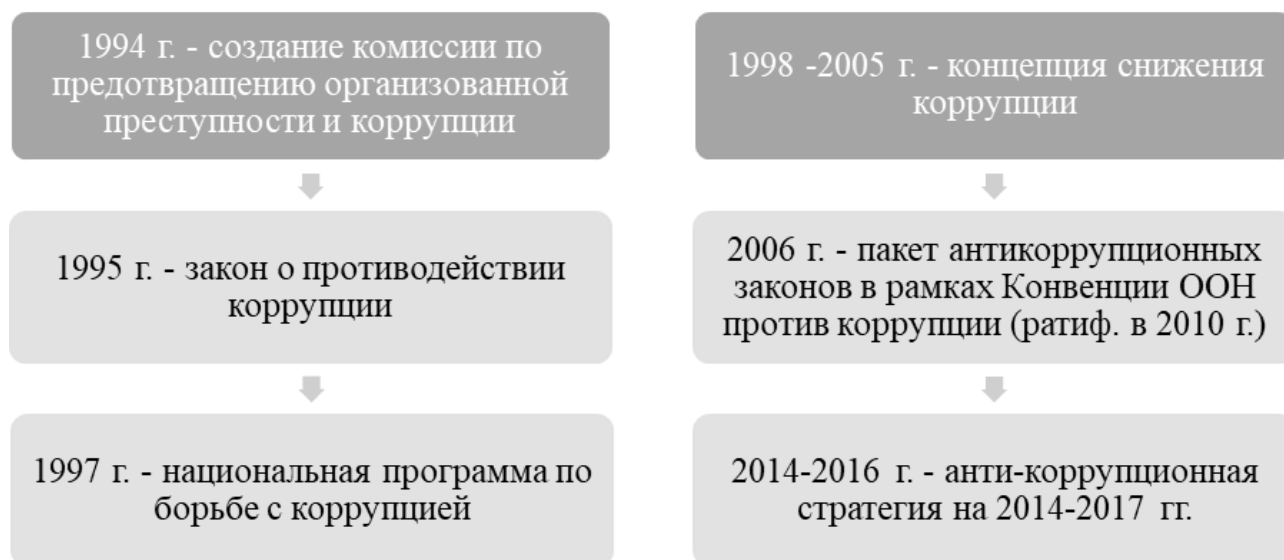 1994 г. - создание комиссии по
предотвращению организованной
преступности и коррупции
1995 г. - закон о противодействии
коррупции
1997 г. - национальная программа по
борьбе с коррупцией
1998 -2005 г. - концепция снижения
коррупции
2006 г. - пакет антикоррупционных
законов в рамках Конвенции ООН
против коррупции (ратиф. в 2010 г.)
2014-2016 г. - анти-коррупционная
стратегия на 2014-2017 гг.